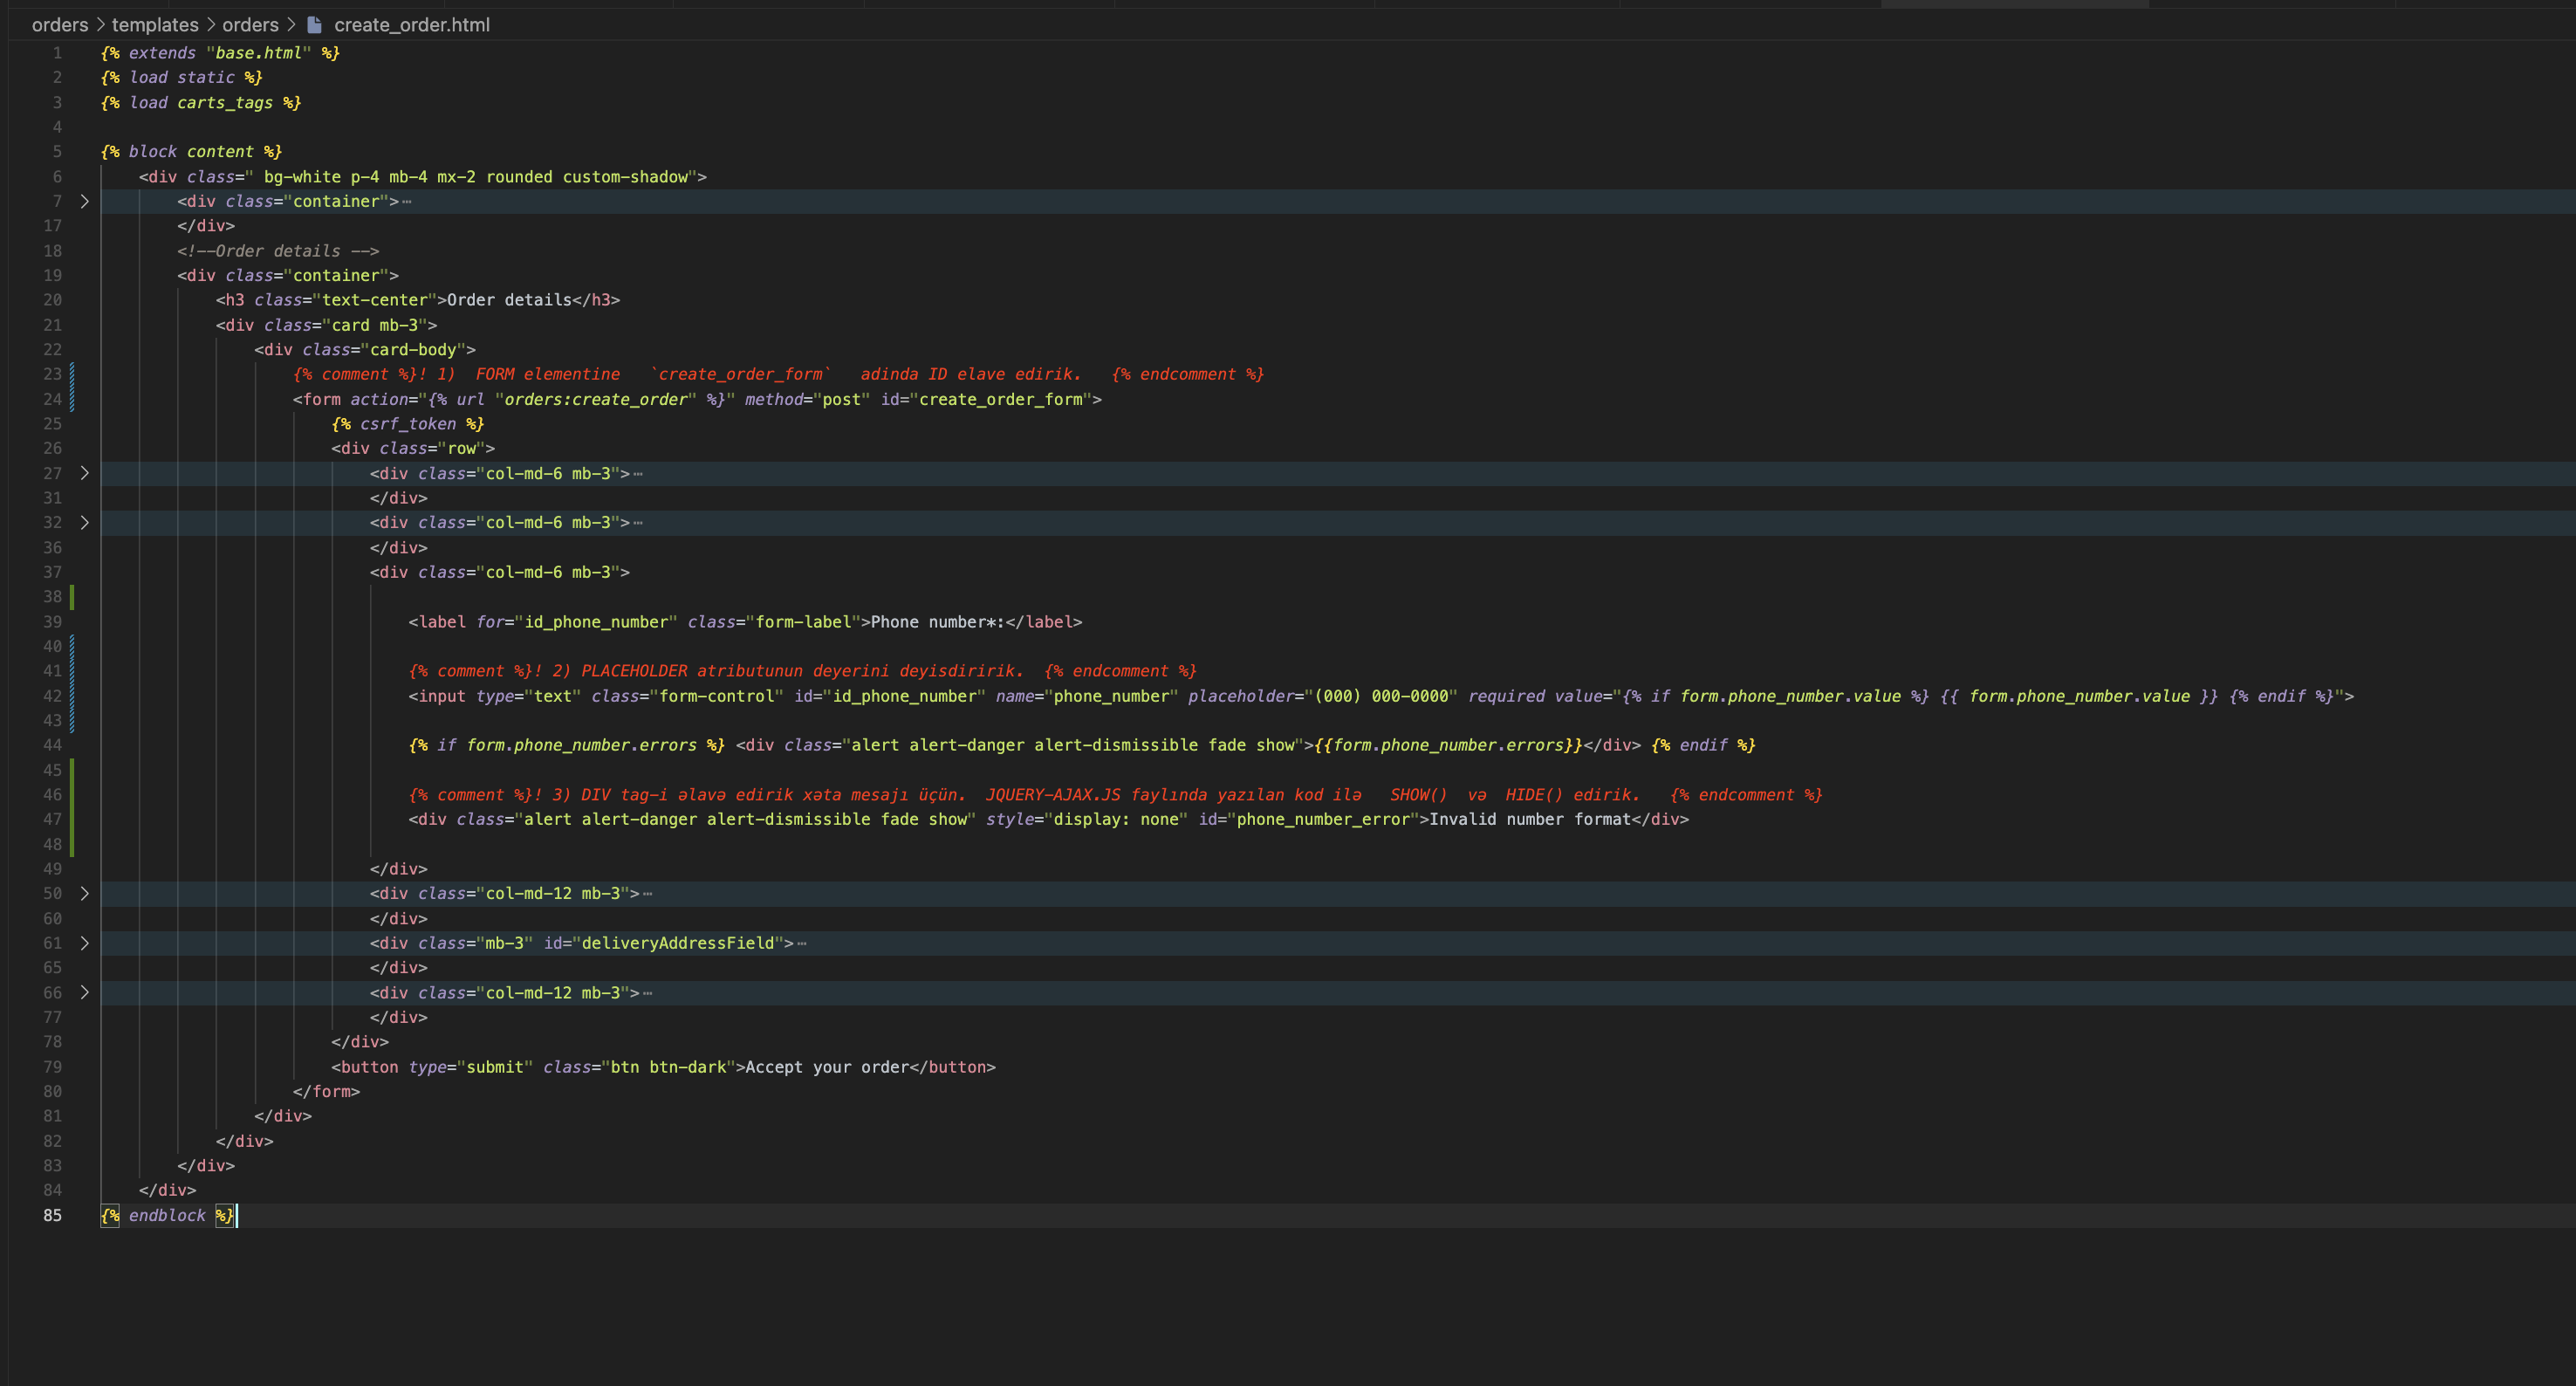 orders > templates > orders > create_order.html
1 {% extends "base.html" %}
2 {% load static %}
3 {% load carts_tags %}
4
5 {% block content %}
6 <div class=" bg-white p-4 mb-4 mx-2 rounded custom-shadow">
7 <div class="container">⋯
17 </div>
18 <!--Order details -->
19 <div class="container">
20 <h3 class="text-center">Order details</h3>
21 <div class="card mb-3">
22 <div class="card-body">
23 {% comment %}! 1) FORM elementine `create_order_form` adinda ID elave edirik. {% endcomment %}
24 <form action="{% url "orders:create_order" %}" method="post" id="create_order_form">
25 {% csrf_token %}
26 <div class="row">
27 <div class="col-md-6 mb-3">⋯
31 </div>
32 <div class="col-md-6 mb-3">⋯
36 </div>
37 <div class="col-md-6 mb-3">
38
39 <label for="id_phone_number" class="form-label">Phone number*:</label>
40
41 {% comment %}! 2) PLACEHOLDER atributunun deyerini deyisdiririk. {% endcomment %}
42 <input type="text" class="form-control" id="id_phone_number" name="phone_number" placeholder="(000) 000-0000" required value="{% if form.phone_number.value %} {{ form.phone_number.value }} {% endif %}">
43
44 {% if form.phone_number.errors %} <div class="alert alert-danger alert-dismissible fade show">{{form.phone_number.errors}}</div> {% endif %}
45
46 {% comment %}! 3) DIV tag-i əlavə edirik xəta mesajı üçün. JQUERY-AJAX.JS faylında yazılan kod ilə SHOW() və HIDE() edirik. {% endcomment %}
47 <div class="alert alert-danger alert-dismissible fade show" style="display: none" id="phone_number_error">Invalid number format</div>
48
49 </div>
50 <div class="col-md-12 mb-3">⋯
60 </div>
61 <div class="mb-3" id="deliveryAddressField">⋯
65 </div>
66 <div class="col-md-12 mb-3">⋯
77 </div>
78 </div>
79 <button type="submit" class="btn btn-dark">Accept your order</button>
80 </form>
81 </div>
82 </div>
83 </div>
84 </div>
85 {% endblock %}